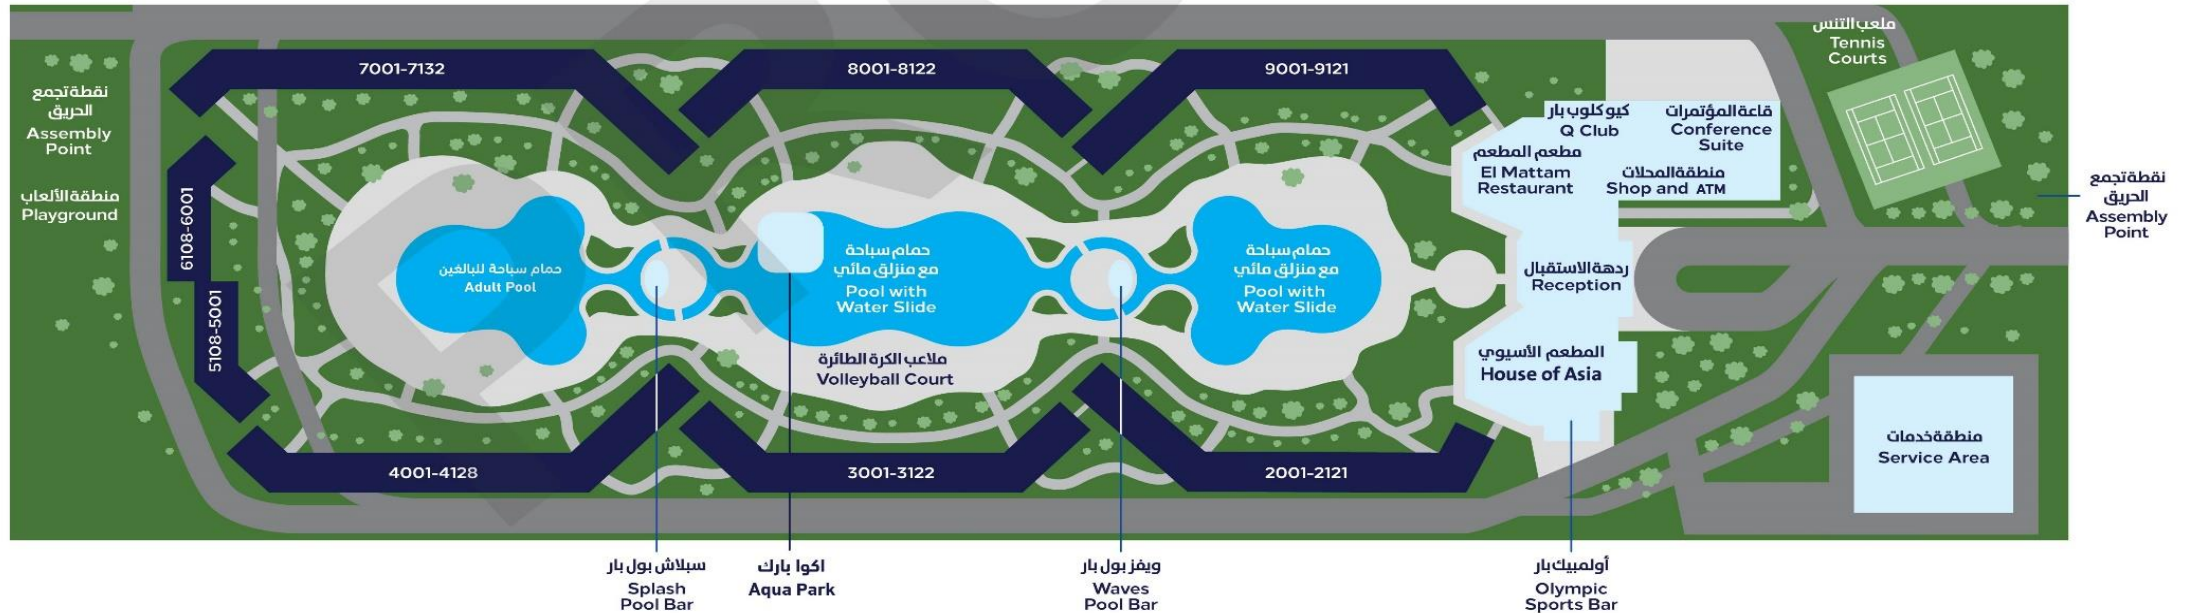 7001-7132
8001-8122
9001-9121
ملعب التنس
Tennis
Courts
نقطة تجمع
الحريق
Assembly
Point
منطقة الألعاب
Playground
6108-6001
5108-5001
كيو كلوب بار
Q Club
قاعة المؤتمرات
Conference
Suite
مطعم المطعم
El Mattam
Restaurant
منطقة المحلات
Shop and ATM
نقطة تجمع
الحريق
Assembly
Point
حمام سباحة للبالغين
Adult Pool
حمام سباحة
مع منزلق مائي
Pool with
Water Slide
حمام سباحة
مع منزلق مائي
Pool with
Water Slide
ردهة الاستقبال
Reception
ملاعب الكرة الطائرة
Volleyball Court
المطعم الأسيوي
House of Asia
4001-4128
3001-3122
2001-2121
منطقة خدمات
Service Area
سبلاش بول بار
Splash
Pool Bar
اكوا بارك
Aqua Park
ويفز بول بار
Waves
Pool Bar
أولمبيك بار
Olympic
Sports Bar